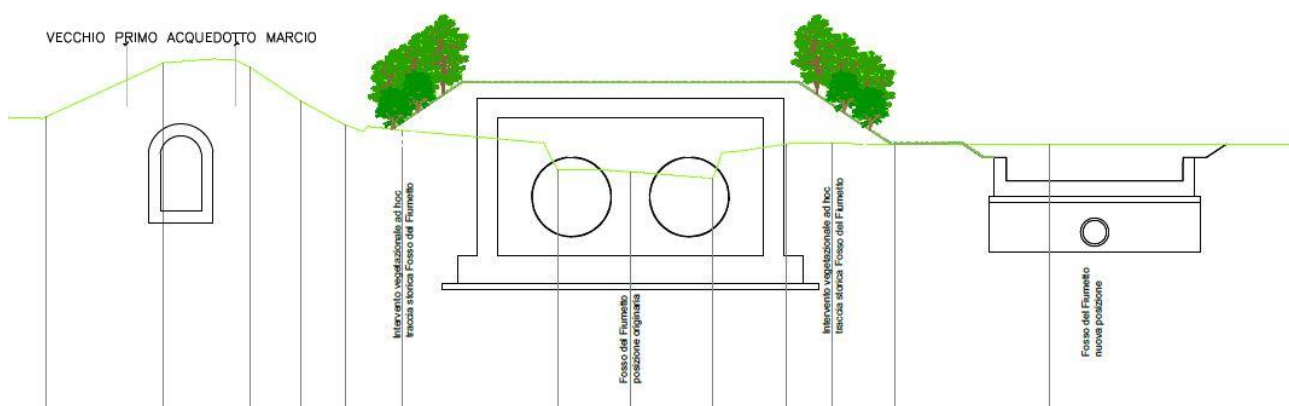 VECCHIO PRIMO ACQUEDOTTO MARCIO
Intervento vegetazionale ad hoc
traccia storica Fosso del Fiumetto
Fosso del Fiumetto
posizione originaria
Intervento vegetazionale ad hoc
traccia storica Fosso del Fiumetto
Fosso del Fiumetto
nuova posizione